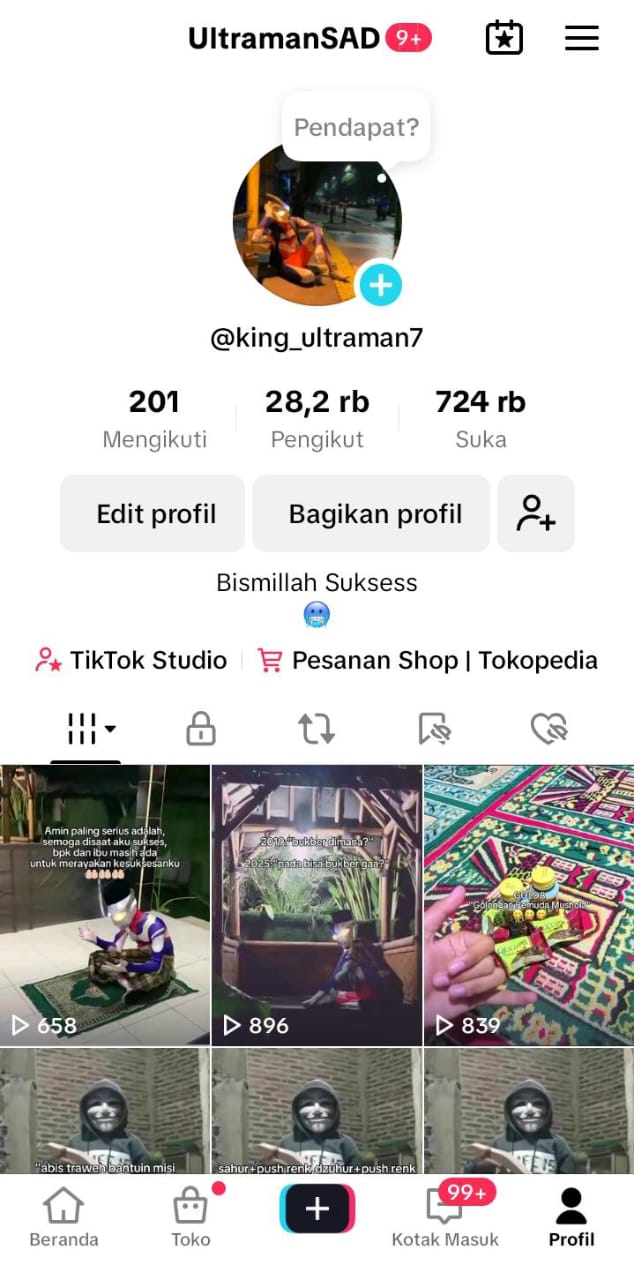 UltramanSAD 9+
Pendapat?
@king_ultraman7
201 28,2 rb 724 rb
Mengikuti Pengikut Suka
Edit profil Bagikan profil
Bismillah Suksess
🥶
TikTok Studio Pesanan Shop | Tokopedia
Amin paling serius adalah,
semoga disaat aku sukses,
bpk dan ibu masih ada
untuk merayakan kesuksesanku
🤲🏻🤲🏻🤲🏻🤲🏻
658
2019:"bukber dimana?"
2025:"pada bisa bukber gaa?"
896
"Golongan Pemuda Mushola"
839
"abis traweh bantuin misi
sahur+push renk, dzuhur+push renk
Beranda Toko Kotak Masuk 99+ Profil